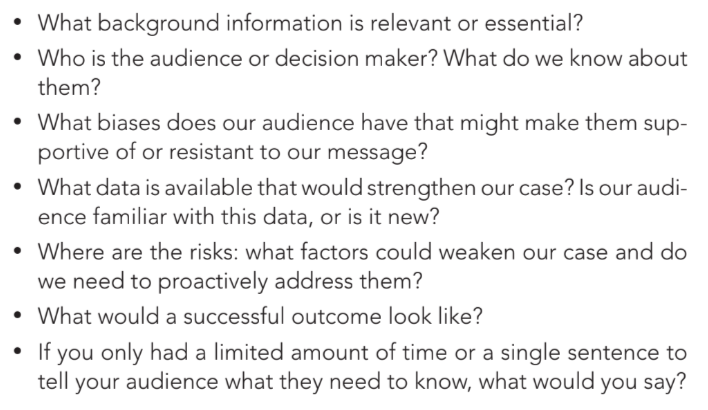 • What background information is relevant or essential?
• Who is the audience or decision maker? What do we know about
them?
• What biases does our audience have that might make them sup-
portive of or resistant to our message?
• What data is available that would strengthen our case? Is our audi-
ence familiar with this data, or is it new?
• Where are the risks: what factors could weaken our case and do
we need to proactively address them?
• What would a successful outcome look like?
• If you only had a limited amount of time or a single sentence to
tell your audience what they need to know, what would you say?